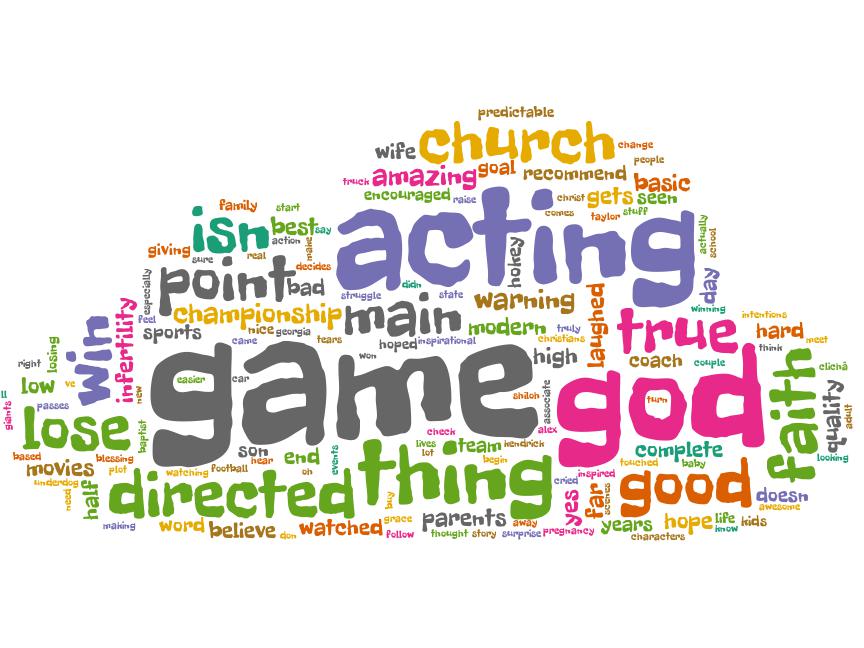 predictable
church
wife
change
people
truck
amazing
goal
recommend
basic
encouraged
raise
christ
gets
seen
family
start
isn
best
say
acting
comes
taylor
stuff
actually
school
giving
sure
real
action
make
decides
hokey
day
especially
point
bad
didn
struggle
state
warning
laughed
winning
intentions
championship
main
true
hard
meet
think
feel
win
infertility
sports
nice
georgia
tears
came
hoped
inspirational
modern
truly
christians
high
coach
couple
right
losing
low
ve
new
game
easier
car
won
god
turn
shiloh
associate
alex
faith
quality
clichã
adult
looking
ll
giants
passes
lose
baptist
check
lives
lot
team
kendrick
begin
complete
touched
baby
based
movies
underdog
need
blessing
plot
half
watching
football
son
hear
end
oh
events
directed
thing
buy
cried
inspired
yes
far
scenes
good
doesn
awesome
making
word
believe
don
watched
grace
follow
parents
away
thought
story
surprise
pregnancy
years
hope
life
know
kids
characters